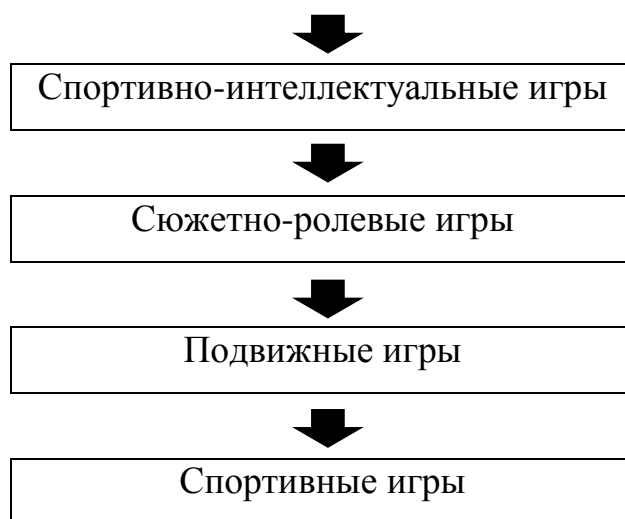 Спортивно-интеллектуальные игры
Сюжетно-ролевые игры
Подвижные игры
Спортивные игры